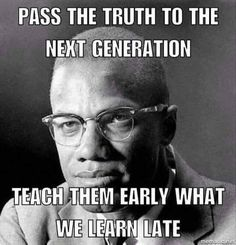 PASS THE TRUTH TO THE
NEXT GENERATION
TEACH THEM EARLY WHAT
WE LEARN LATE